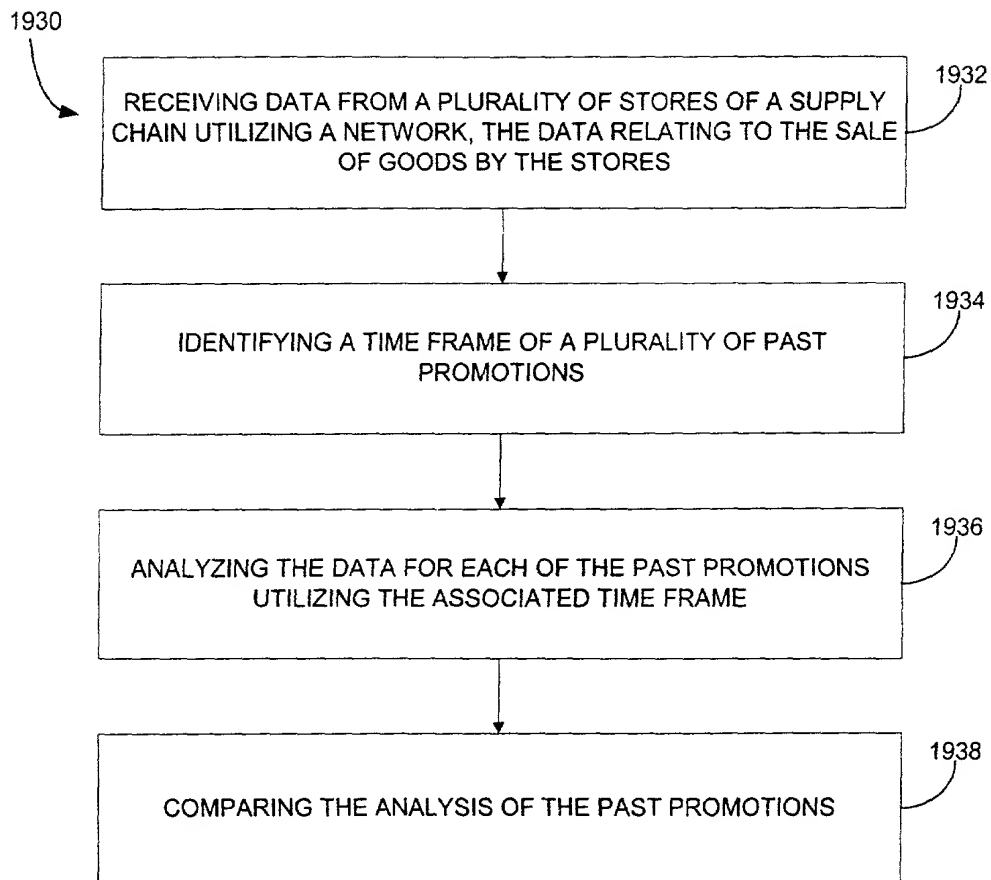 1930
1932
RECEIVING DATA FROM A PLURALITY OF STORES OF A SUPPLY
CHAIN UTILIZING A NETWORK, THE DATA RELATING TO THE SALE
OF GOODS BY THE STORES
1934
IDENTIFYING A TIME FRAME OF A PLURALITY OF PAST
PROMOTIONS
1936
ANALYZING THE DATA FOR EACH OF THE PAST PROMOTIONS
UTILIZING THE ASSOCIATED TIME FRAME
1938
COMPARING THE ANALYSIS OF THE PAST PROMOTIONS